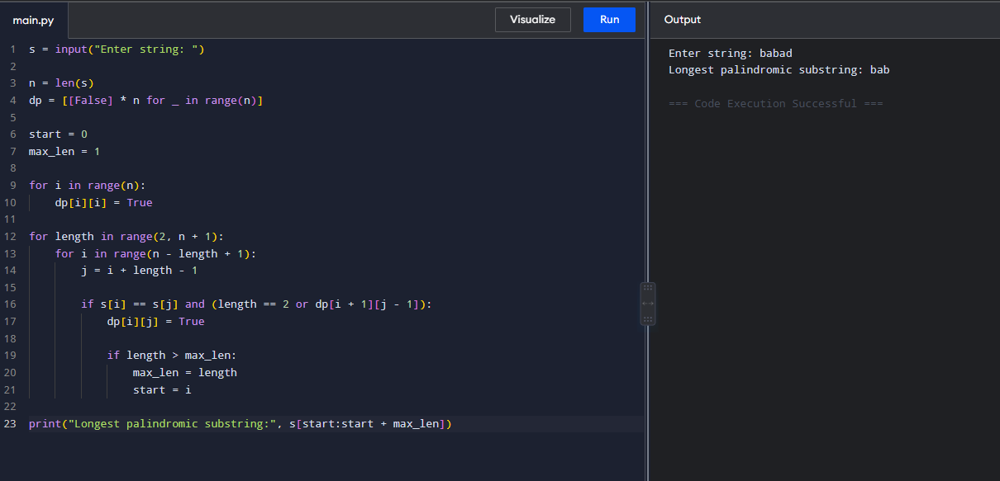 main.py
Visualize
Run
Output
1 s = input("Enter string: ")
2
3 n = len(s)
4 dp = [[False] * n for _ in range(n)]
5
6 start = 0
7 max_len = 1
8
9 for i in range(n):
10     dp[i][i] = True
11
12 for length in range(2, n + 1):
13     for i in range(n - length + 1):
14         j = i + length - 1
15
16         if s[i] == s[j] and (length == 2 or dp[i + 1][j - 1]):
17             dp[i][j] = True
18
19             if length > max_len:
20                 max_len = length
21                 start = i
22
23 print("Longest palindromic substring:", s[start:start + max_len])
Enter string: babad
Longest palindromic substring: bab
=== Code Execution Successful ===